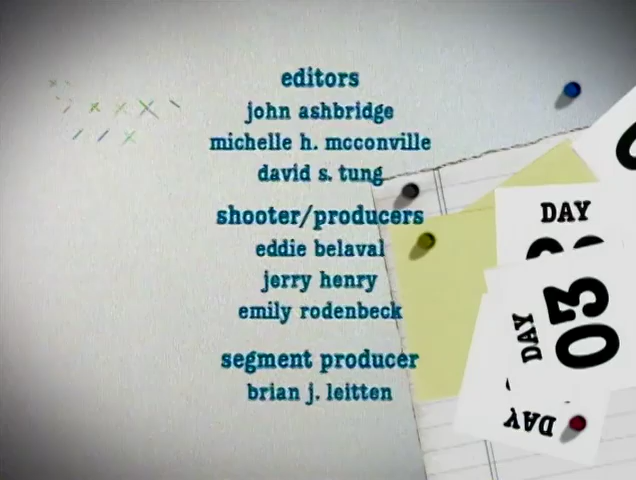 editors
john ashbridge
michelle h. mcconville
david s. tung
shooter/producers
eddie belaval
jerry henry
emily rodenbeck
segment producer
brian j. leitten
DAY
DAY
03
DAY